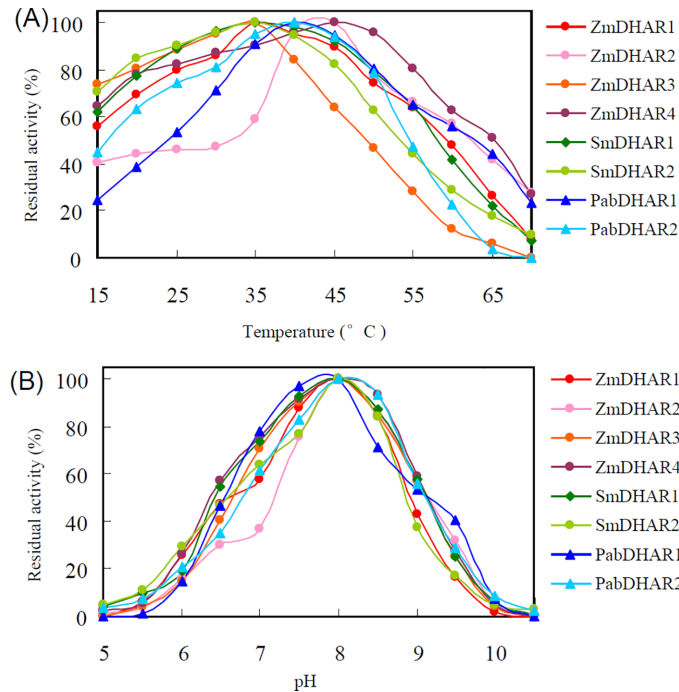 (A)
Residual activity (%)
100
80
60
40
20
0
15 25 35 45 55 65
Temperature (° C )
ZmDHAR1
ZmDHAR2
ZmDHAR3
ZmDHAR4
SmDHAR1
SmDHAR2
PabDHAR1
PabDHAR2
(B)
Residual activity (%)
100
80
60
40
20
0
5 6 7 8 9 10
pH
ZmDHAR1
ZmDHAR2
ZmDHAR3
ZmDHAR4
SmDHAR1
SmDHAR2
PabDHAR1
PabDHAR2